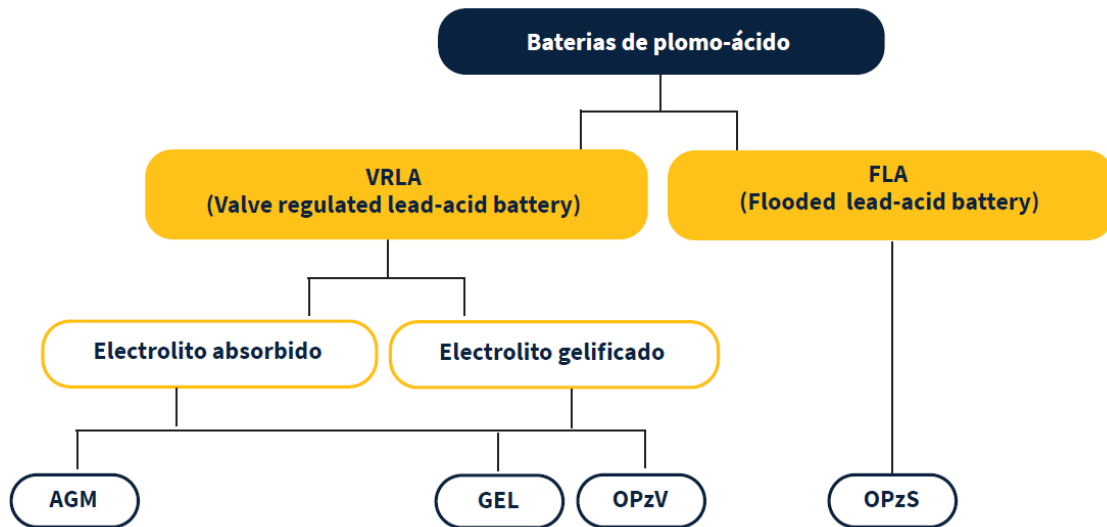 Baterias de plomo-ácido
VRLA
(Valve regulated lead-acid battery)
FLA
(Flooded lead-acid battery)
Electrolito absorbido
Electrolito gelificado
AGM
GEL
OPzV
OPzS